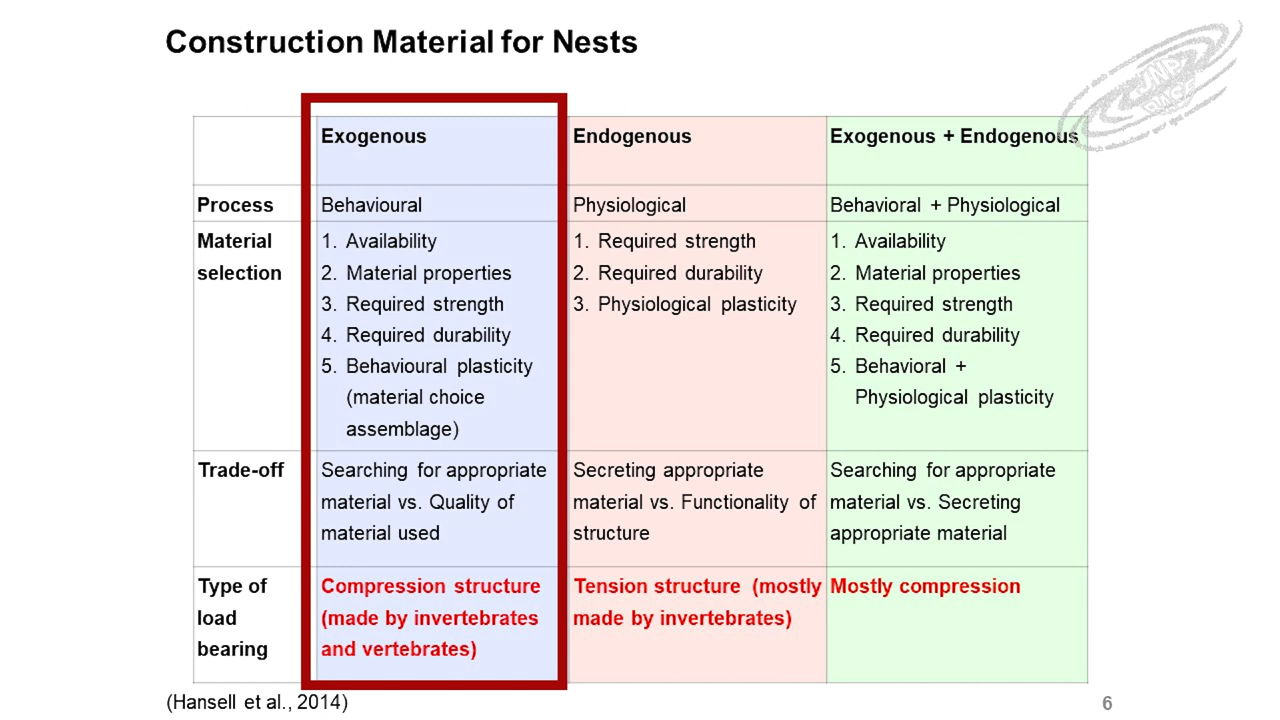 Construction Material for Nests
Exogenous
Endogenous
Exogenous + Endogenous
Process
Behavioural
Physiological
Behavioral + Physiological
Material
selection
1. Availability
2. Material properties
3. Required strength
4. Required durability
5. Behavioural plasticity
(material choice
assemblage)
1. Required strength
2. Required durability
3. Physiological plasticity
1. Availability
2. Material properties
3. Required strength
4. Required durability
5. Behavioral +
Physiological plasticity
Trade-off
Searching for appropriate
material vs. Quality of
material used
Secreting appropriate
material vs. Functionality of
structure
Searching for appropriate
material vs. Secreting
appropriate material
Type of
load
bearing
Compression structure
(made by invertebrates
and vertebrates)
Tension structure (mostly
made by invertebrates)
Mostly compression
(Hansell et al., 2014)
6